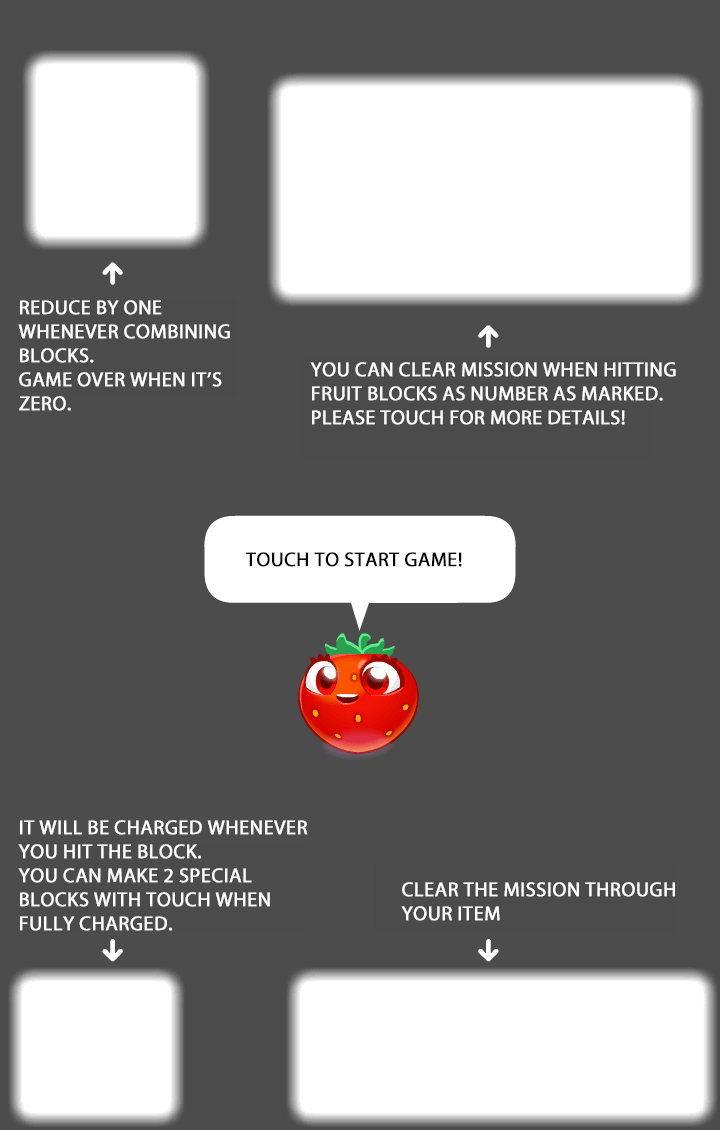 REDUCE BY ONE
WHENEVER COMBINING
BLOCKS.
GAME OVER WHEN IT'S
ZERO.
YOU CAN CLEAR MISSION WHEN HITTING
FRUIT BLOCKS AS NUMBER AS MARKED.
PLEASE TOUCH FOR MORE DETAILS!
TOUCH TO START GAME!
IT WILL BE CHARGED WHENEVER
YOU HIT THE BLOCK.
YOU CAN MAKE 2 SPECIAL
BLOCKS WITH TOUCH WHEN
FULLY CHARGED.
CLEAR THE MISSION THROUGH
YOUR ITEM